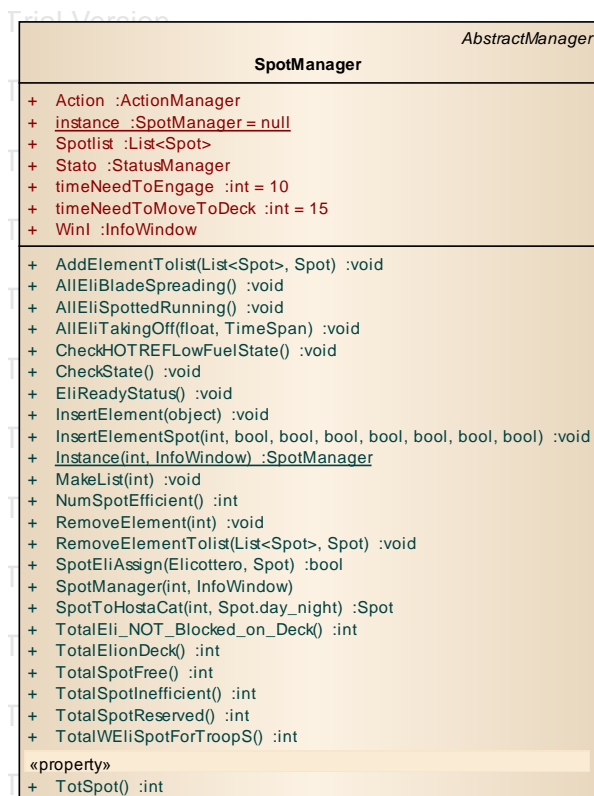 Trial Version
AbstractManager
SpotManager
+ Action :ActionManager
+ instance :SpotManager = null
+ Spotlist :List<Spot>
+ Stato :StatusManager
+ timeNeedToEngage :int = 10
+ timeNeedToMoveToDeck :int = 15
+ WinI :InfoWindow
+ AddElementTolist(List<Spot>, Spot) :void
+ AllEliBladeSpreading() :void
+ AllEliSpottedRunning() :void
+ AllEliTakingOff(float, TimeSpan) :void
+ CheckHOTREFLowFuelState() :void
+ CheckState() :void
+ EliReadyStatus() :void
+ InsertElement(object) :void
+ InsertElementSpot(int, bool, bool, bool, bool, bool, bool, bool) :void
+ Instance(int, InfoWindow) :SpotManager
+ MakeList(int) :void
+ NumSpotEfficient() :int
+ RemoveElement(int) :void
+ RemoveElementTolist(List<Spot>, Spot) :void
+ SpotEliAssign(Elicottero, Spot) :bool
+ SpotManager(int, InfoWindow)
+ SpotToHostaCat(int, Spot.day_night) :Spot
+ TotalEli_NOT_Blocked_on_Deck() :int
+ TotalElionDeck() :int
+ TotalSpotFree() :int
+ TotalSpotInefficient() :int
+ TotalSpotReserved() :int
+ TotalWEliSpotForTroopS() :int
«property»
+ TotSpot() :int